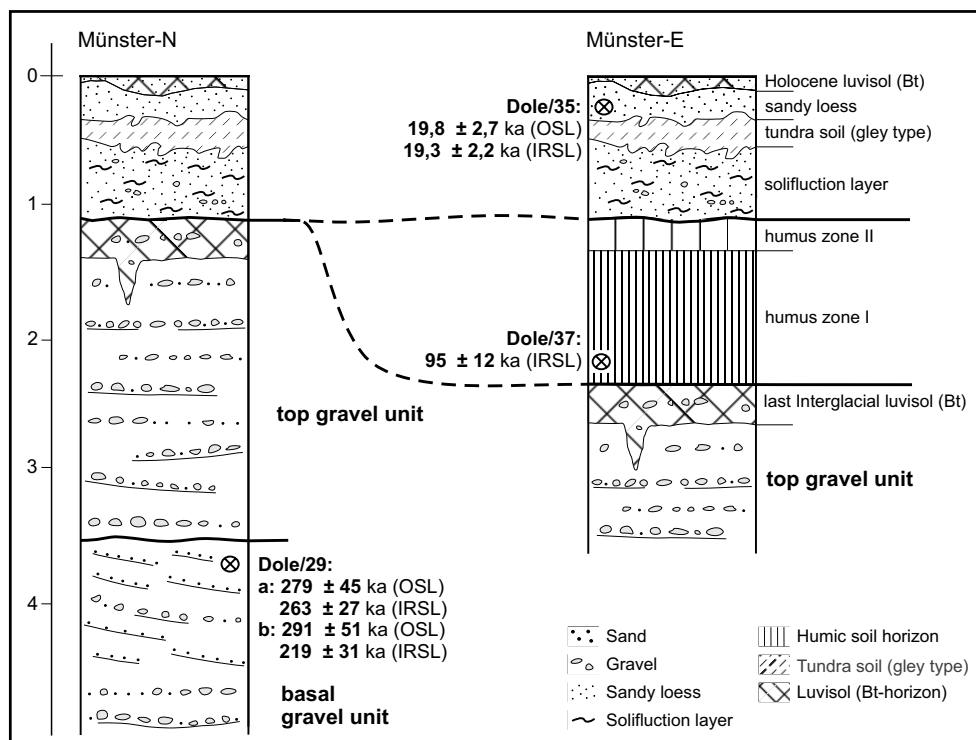 Münster-N
Münster-E
0
1
2
3
4
Dole/35:
19,8 ± 2,7 ka (OSL)
19,3 ± 2,2 ka (IRSL)
Holocene luvisol (Bt)
sandy loess
tundra soil (gley type)
solifluction layer
humus zone II
humus zone I
Dole/37:
95 ± 12 ka (IRSL)
last Interglacial luvisol (Bt)
top gravel unit
top gravel unit
Dole/29:
a: 279 ± 45 ka (OSL)
263 ± 27 ka (IRSL)
b: 291 ± 51 ka (OSL)
219 ± 31 ka (IRSL)
basal
gravel unit
Sand
Gravel
Sandy loess
Solifluction layer
Humic soil horizon
Tundra soil (gley type)
Luvisol (Bt-horizon)